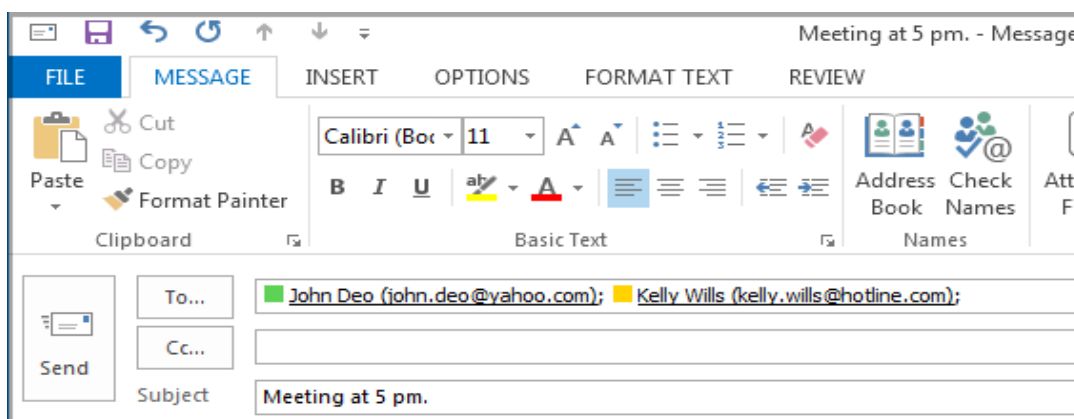 Meeting at 5 pm. - Message
FILE MESSAGE INSERT OPTIONS FORMAT TEXT REVIEW
Cut
Copy
Format Painter
Paste
Calibri (Boc 11
B I U aby A
Address Book
Check Names
Att
F
Clipboard Basic Text Names
To... John Deo (john.deo@yahoo.com); Kelly Wills (kelly.wills@hotline.com);
Cc...
Send
Subject Meeting at 5 pm.